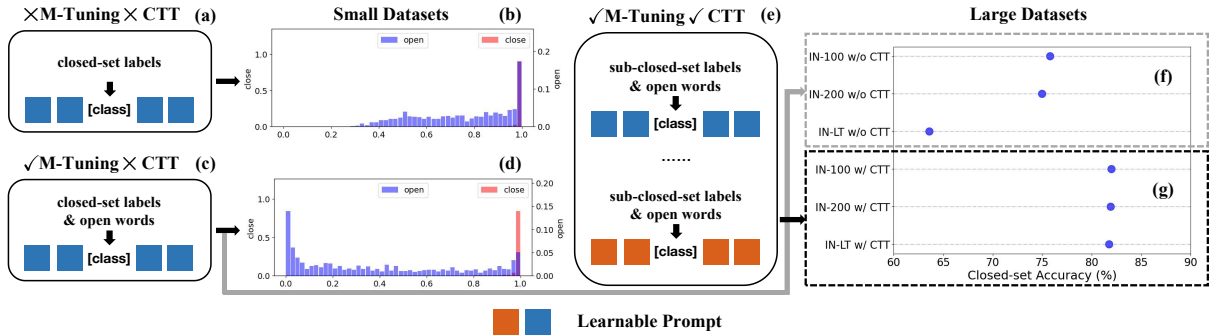 ×M-Tuning × CTT (a)
closed-set labels
[class]
✓M-Tuning × CTT (c)
closed-set labels
& open words
[class]
Small Datasets
(b)
open
close
close
1.0
0.5
0.0
open
0.2
0.1
0.0
0.0 0.2 0.4 0.6 0.8 1.0
(d)
open
close
close
1.0
0.5
0.0
open
0.20
0.15
0.10
0.05
0.00
0.0 0.2 0.4 0.6 0.8 1.0
✓M-Tuning ✓ CTT
(e)
sub-closed-set labels
& open words
[class]
......
sub-closed-set labels
& open words
[class]
Large Datasets
IN-100 w/o CTT
(f)
IN-200 w/o CTT
IN-LT w/o CTT
IN-100 w/ CTT
(g)
IN-200 w/ CTT
IN-LT w/ CTT
60 65 70 75 80 85 90
Closed-set Accuracy (%)
Learnable Prompt